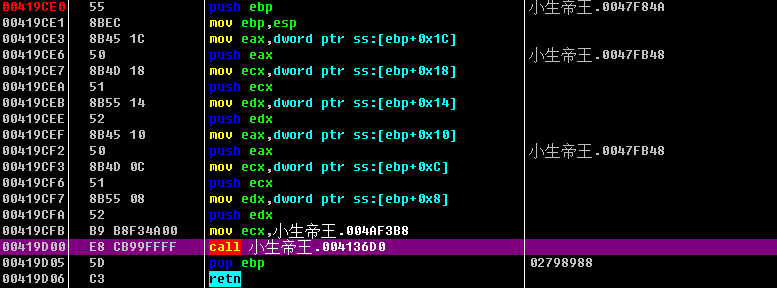 00419CE0 55 push ebp 小生帝王.0047F84A
00419CE1 8BEC mov ebp,esp
00419CE3 8B45 1C mov eax,dword ptr ss:[ebp+0x1C]
00419CE6 50 push eax 小生帝王.0047FB48
00419CE7 8B4D 18 mov ecx,dword ptr ss:[ebp+0x18]
00419CEA 51 push ecx
00419CEB 8B55 14 mov edx,dword ptr ss:[ebp+0x14]
00419CEE 52 push edx
00419CEF 8B45 10 mov eax,dword ptr ss:[ebp+0x10]
00419CF2 50 push eax 小生帝王.0047FB48
00419CF3 8B4D 0C mov ecx,dword ptr ss:[ebp+0xC]
00419CF6 51 push ecx
00419CF7 8B55 08 mov edx,dword ptr ss:[ebp+0x8]
00419CFA 52 push edx
00419CFB B9 B8F34A00 mov ecx,小生帝王.004AF3B8
00419D00 E8 CB99FFFF call 小生帝王.004136D0
00419D05 5D pop ebp 02798988
00419D06 C3 retn